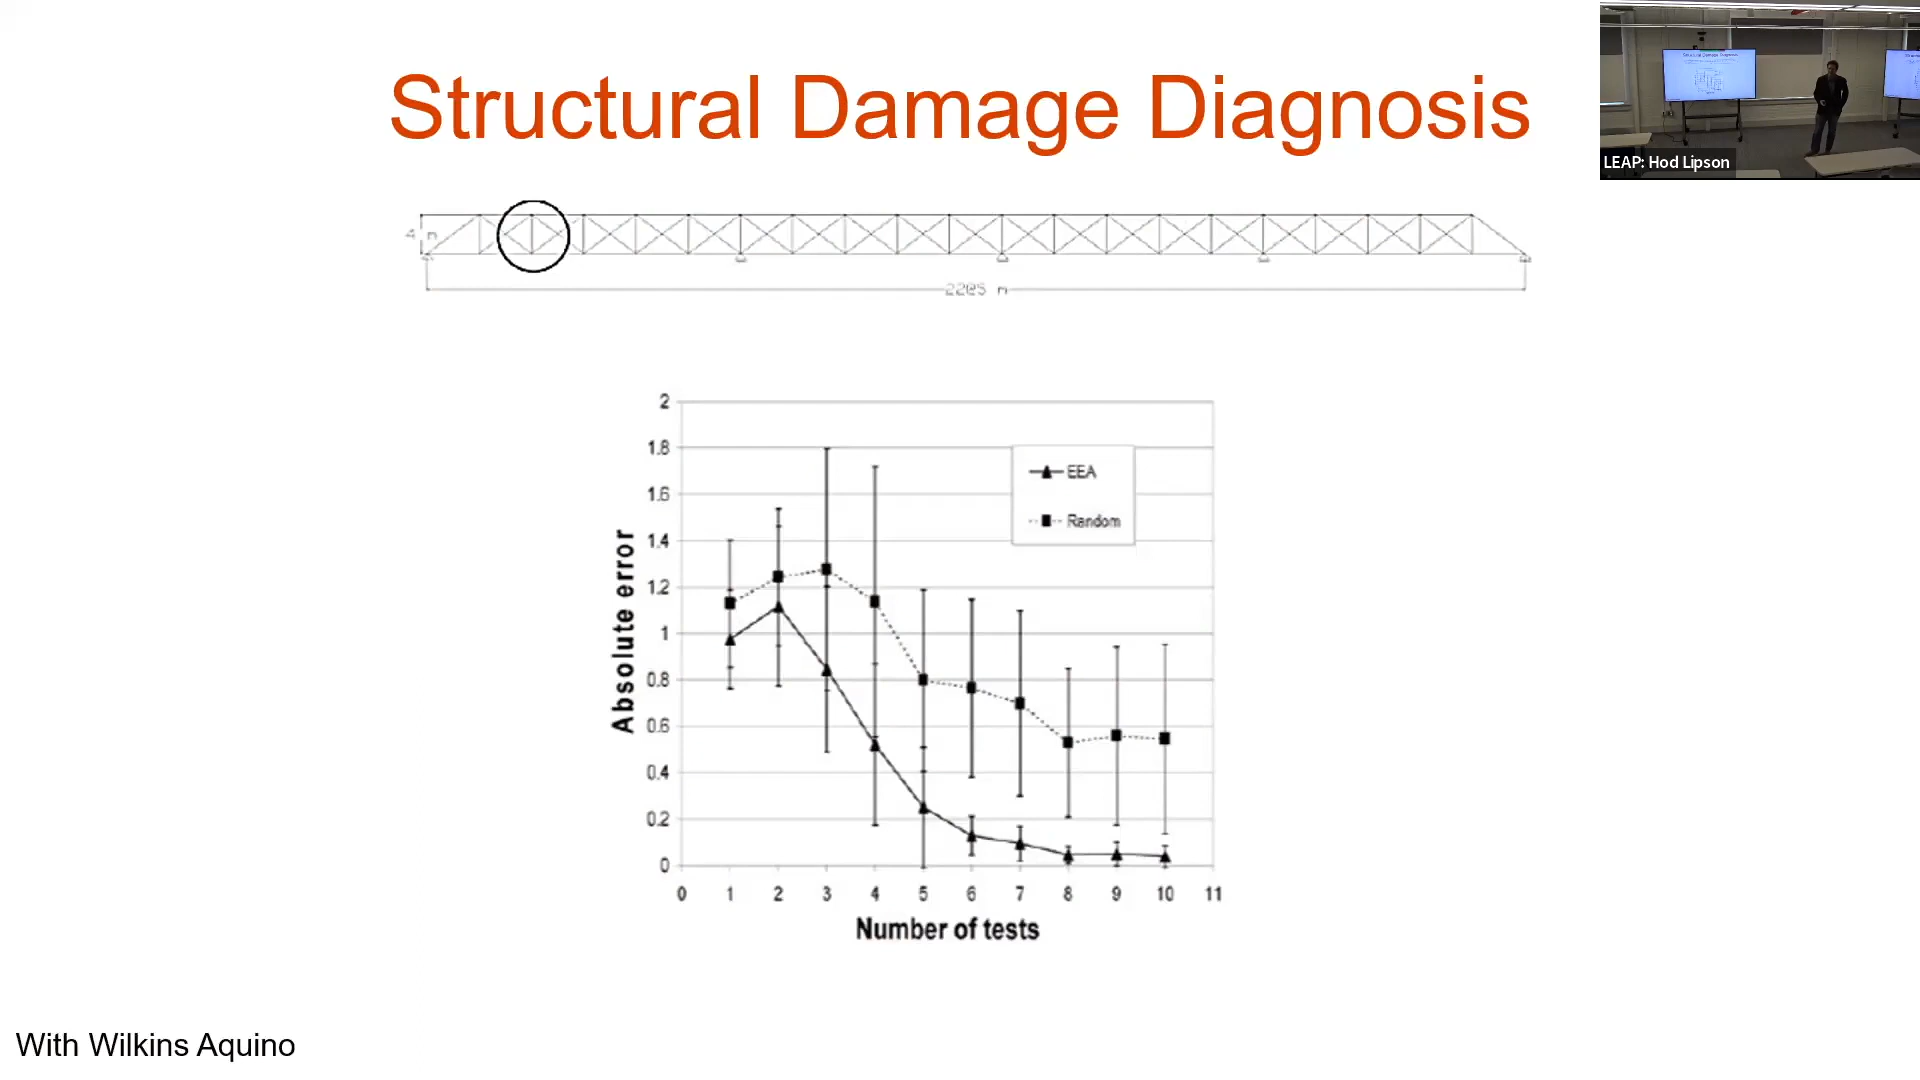 Structural Damage Diagnosis
LEAP: Hod Lipson
4 m
22@5 m
2
1.8
1.6
1.4
1.2
1
0.8
0.6
0.4
0.2
0
EEA
Random
Absolute error
0 1 2 3 4 5 6 7 8 9 10 11
Number of tests
With Wilkins Aquino